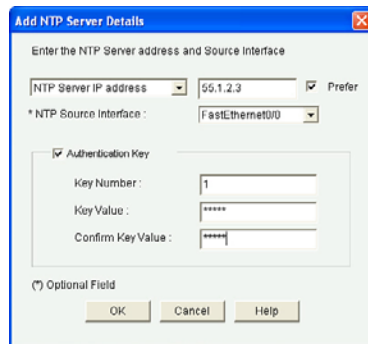 Add NTP Server Details
Enter the NTP Server address and Source Interface
NTP Server IP address 55.1.2.3 Prefer
* NTP Source Interface : FastEthernet0/0
Authentication Key
Key Number : 1
Key Value : *****
Confirm Key Value : *****
(*) Optional Field
OK Cancel Help